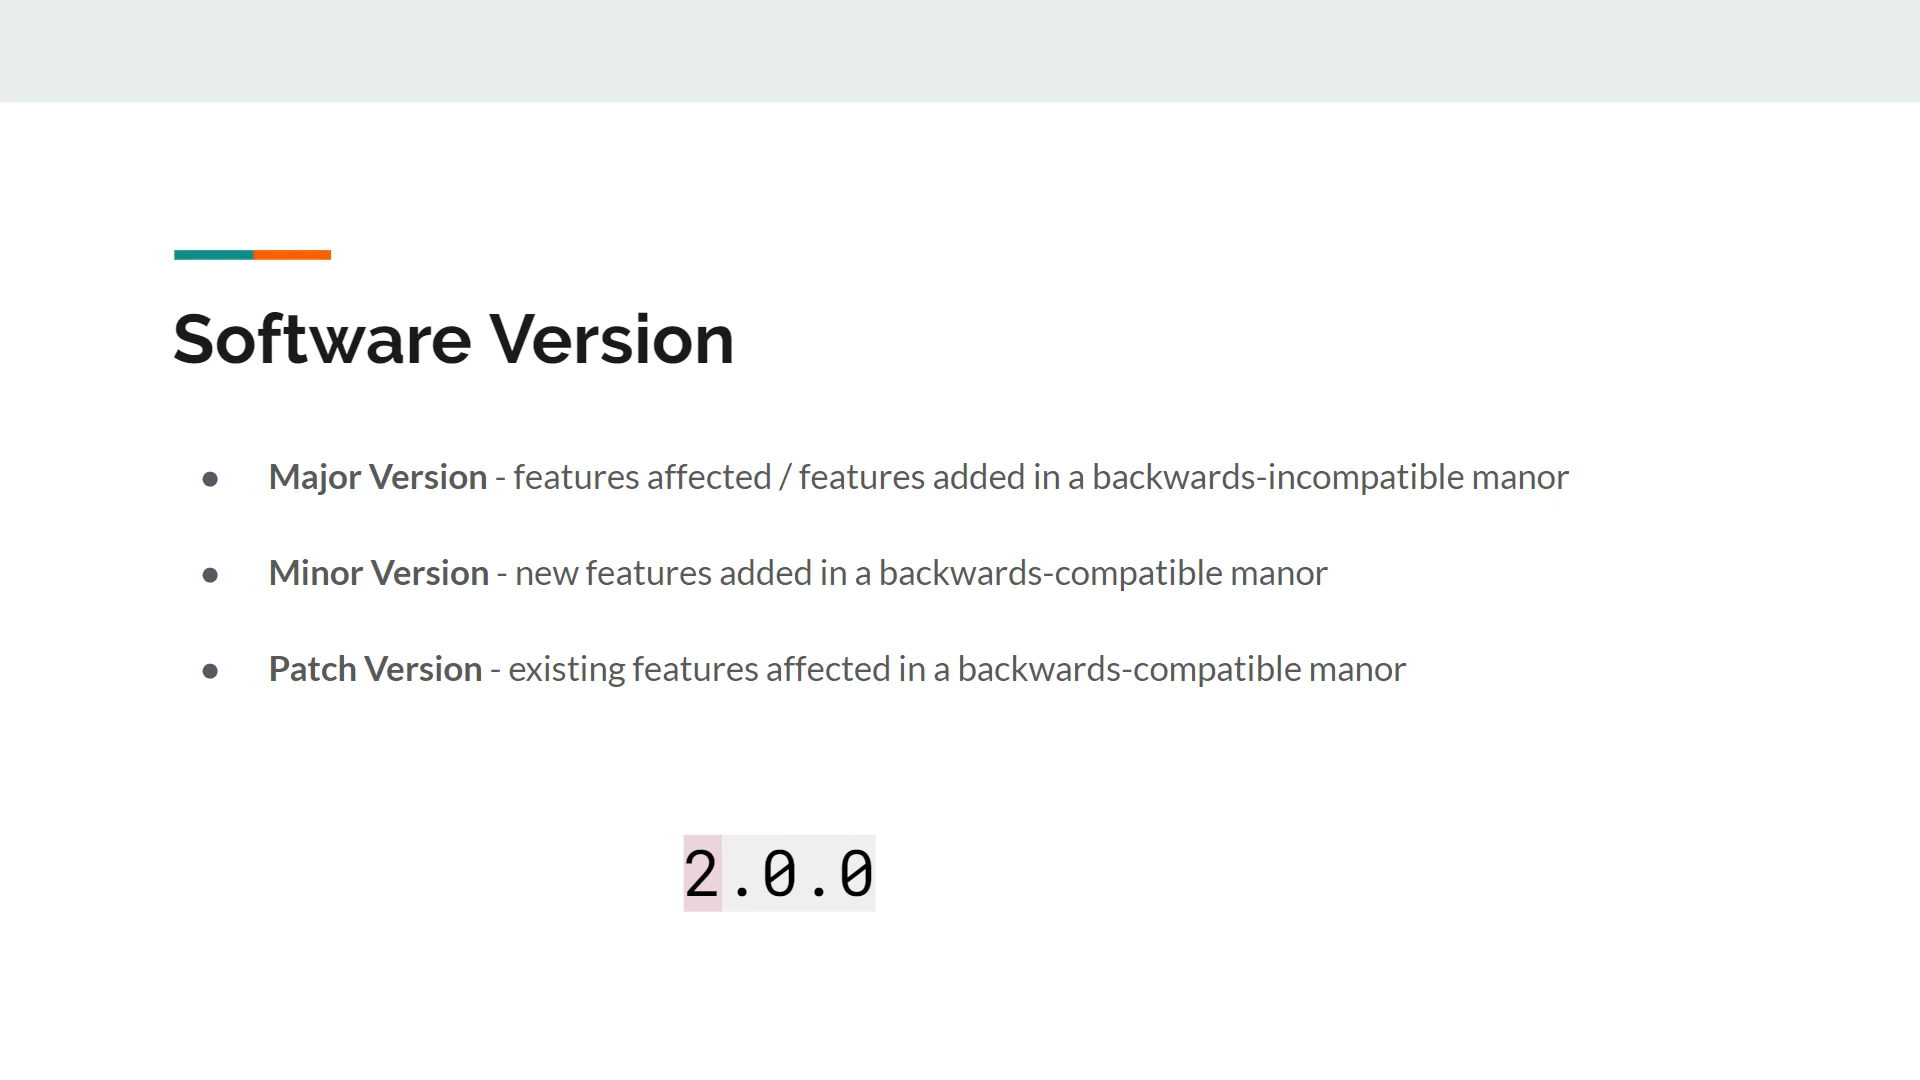 Software Version
● Major Version - features affected / features added in a backwards-incompatible manor
● Minor Version - new features added in a backwards-compatible manor
● Patch Version - existing features affected in a backwards-compatible manor
2.0.0